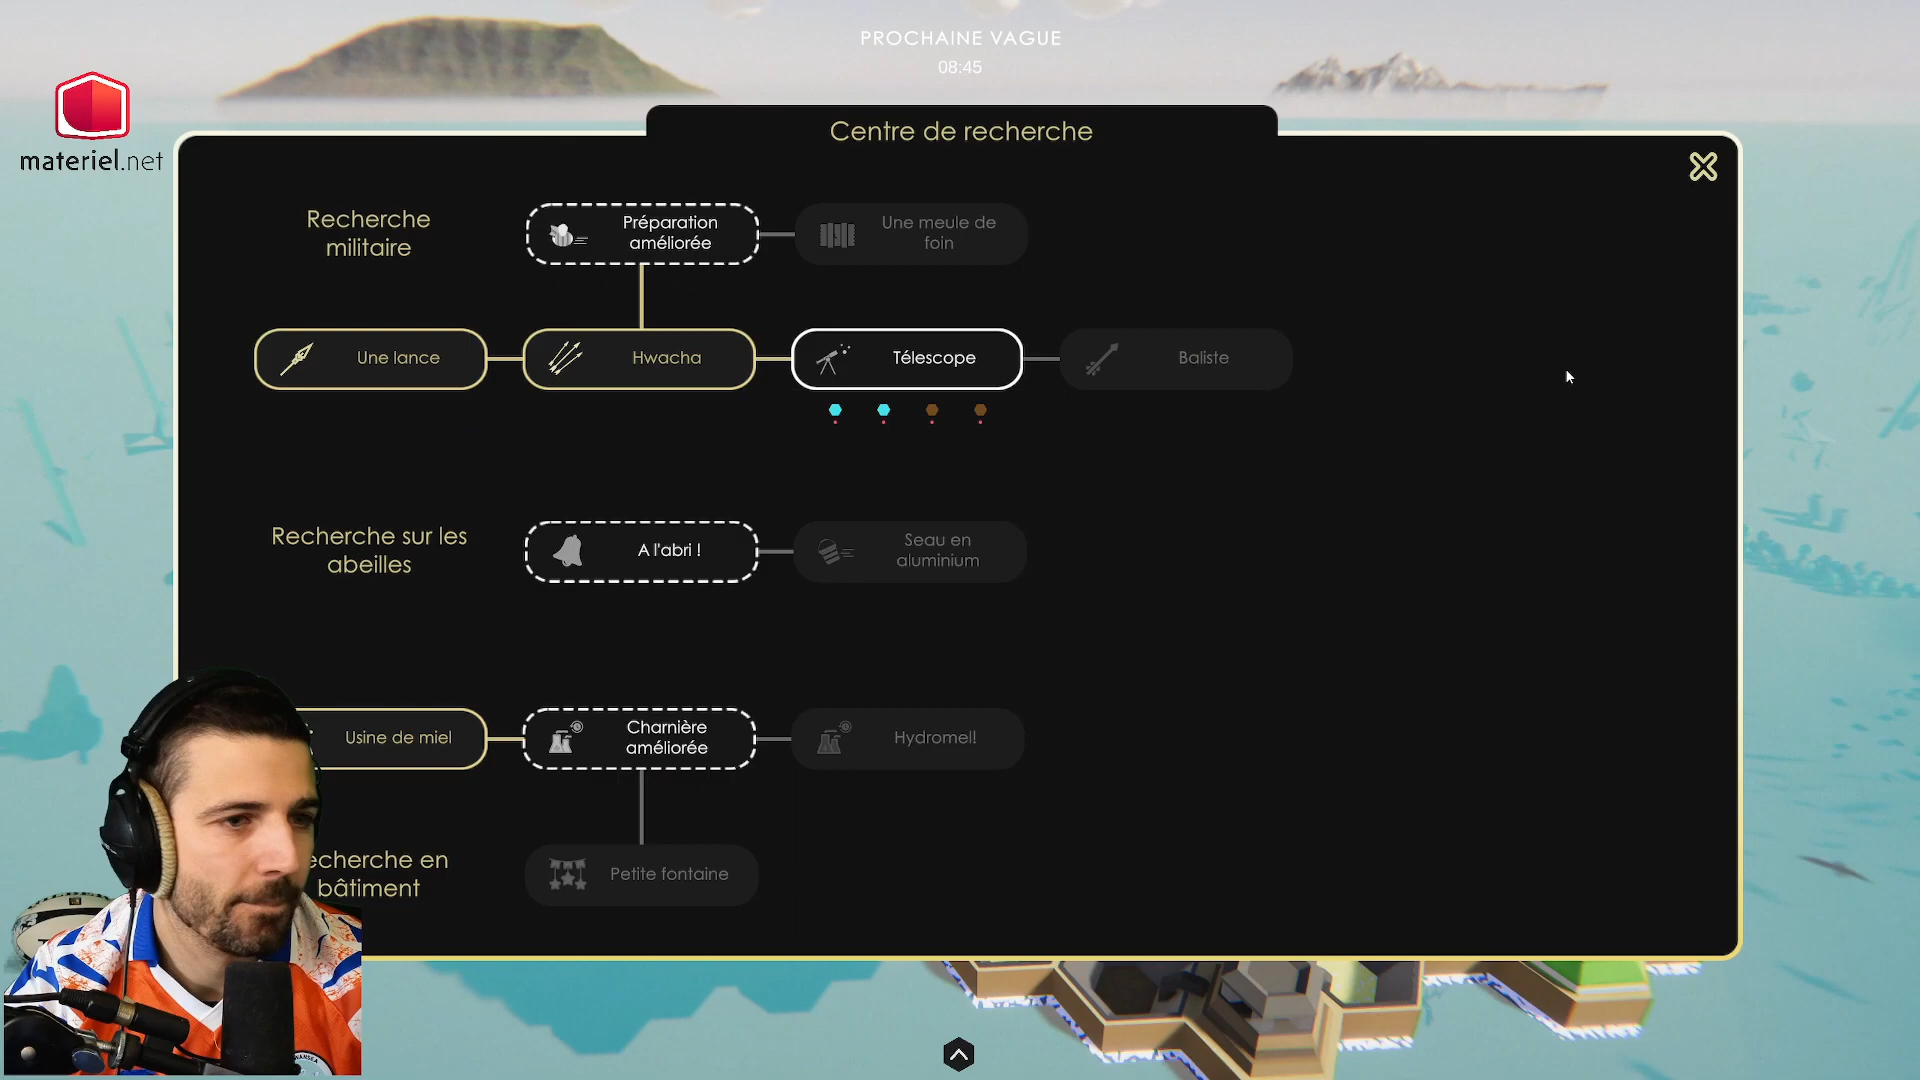 PROCHAINE VAGUE
08:45
materiel.net
Centre de recherche
Recherche
militaire
Préparation
améliorée
Une meule de
foin
Une lance
Hwacha
Télescope
Baliste
Recherche sur les
abeilles
A l'abri !
Seau en
aluminium
Usine de miel
Charnière
améliorée
Hydromel!
echerche en
bâtiment
Petite fontaine